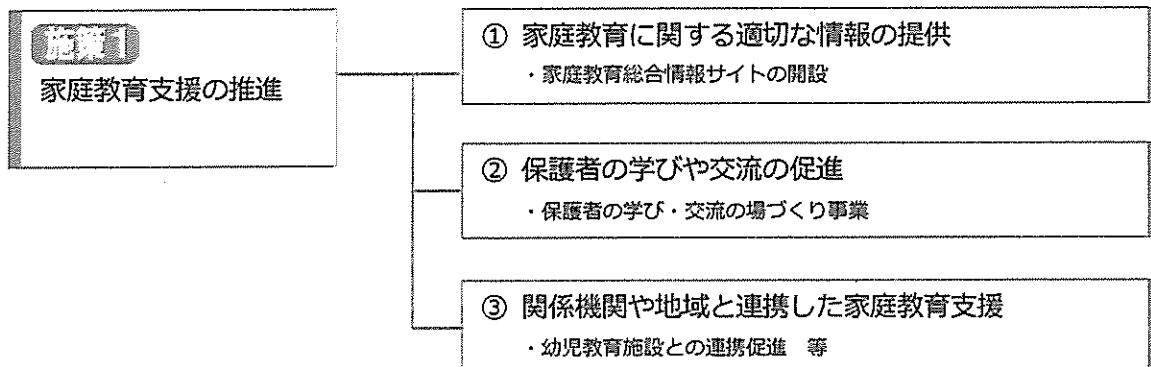 施策1
家庭教育支援の推進
① 家庭教育に関する適切な情報の提供
・家庭教育総合情報サイトの開設
② 保護者の学びや交流の促進
・保護者の学び・交流の場づくり事業
③ 関係機関や地域と連携した家庭教育支援
・幼児教育施設との連携促進　等